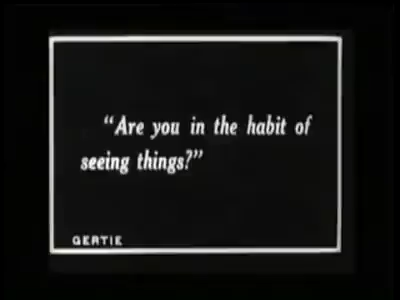 “Are you in the habit of
seeing things?”
GERTIE